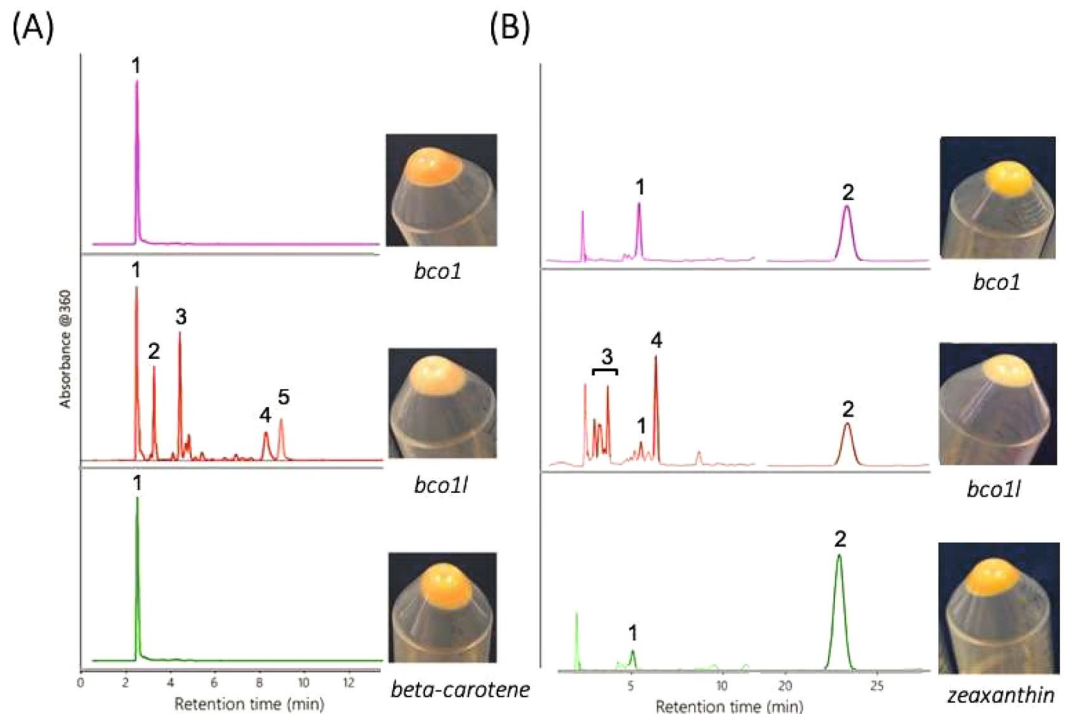 (A)
(B)
1
bco1
1
2
bco1
1
2
3
4
5
bco1l
3
4
1
2
bco1l
1
beta-carotene
2
1
zeaxanthin
Absorbance @360
0 2 4 6 8 10 12
Retention time (min)
5 10 20 25
Retention time (min)